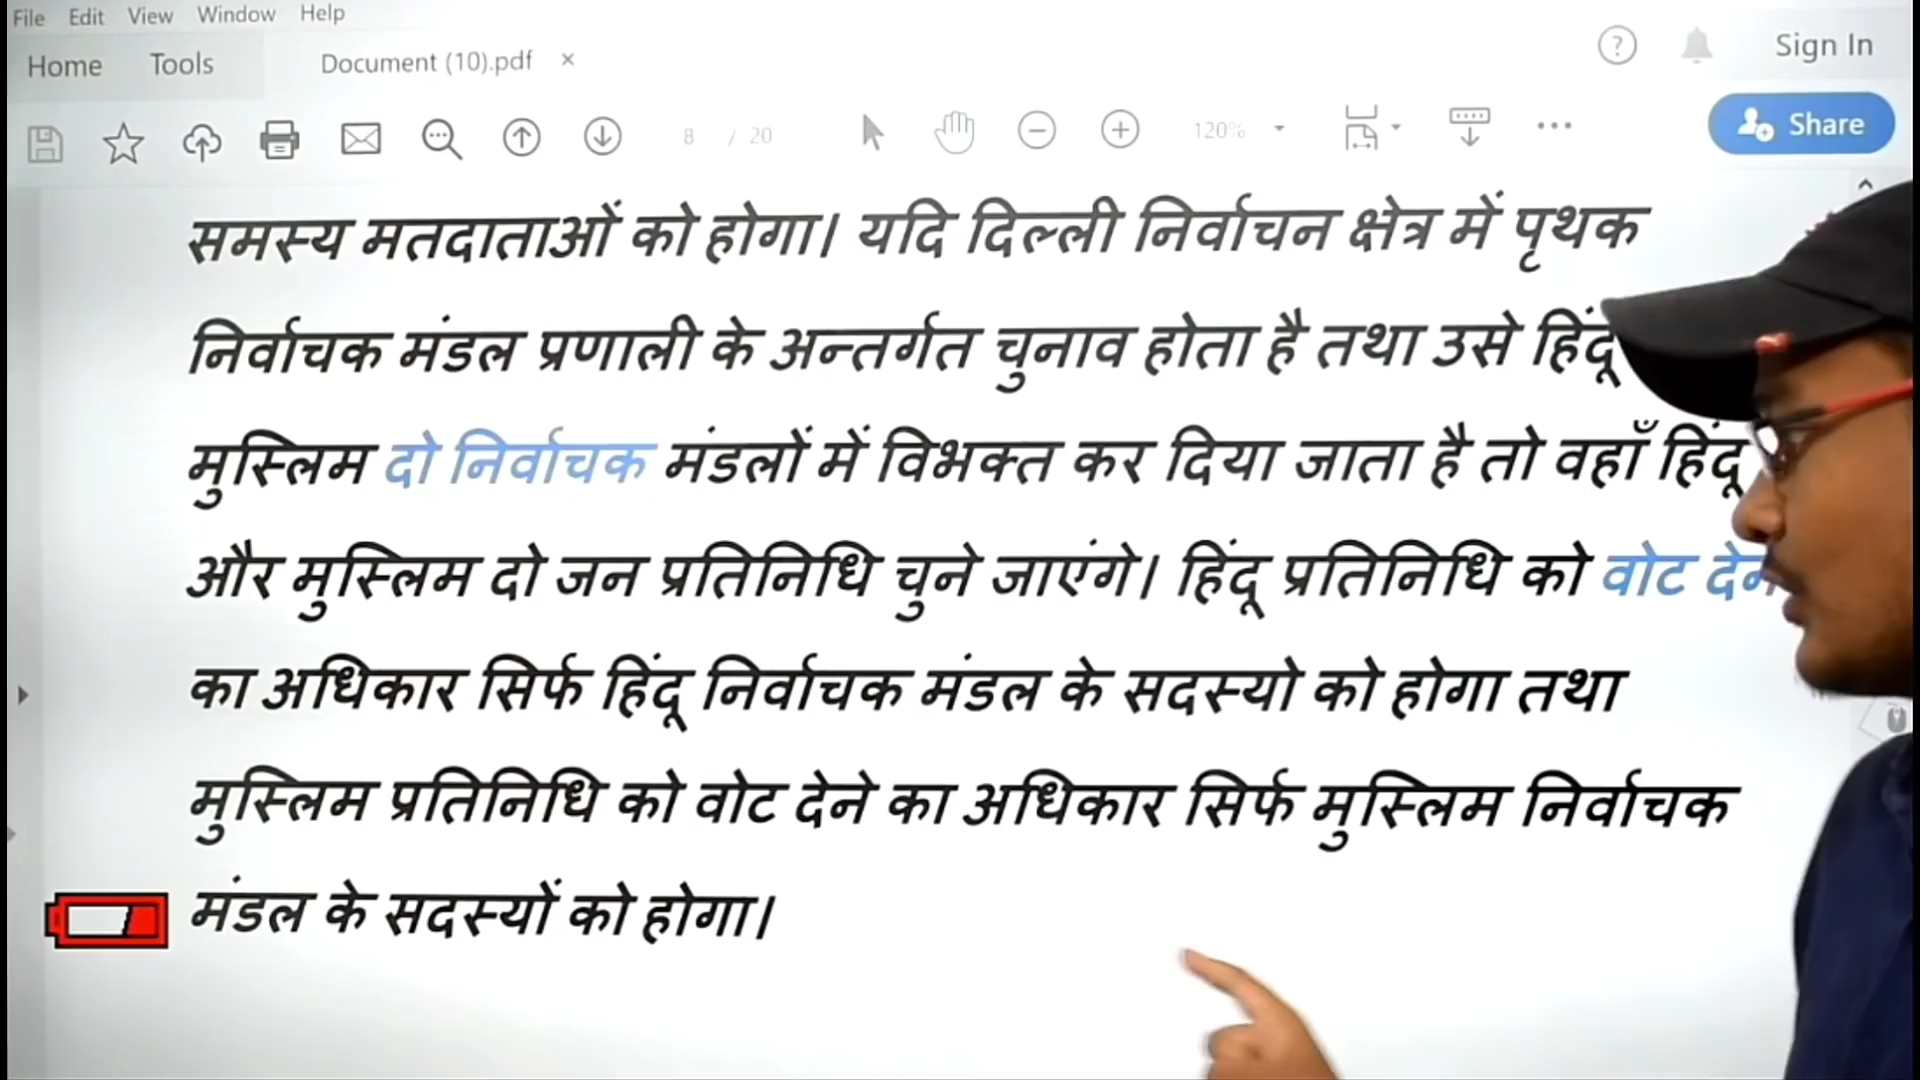 File Edit View Window Help
Home Tools Document (10).pdf × ? Sign In
8 / 20 120% Share
समस्य मतदाताओं को होगा। यदि दिल्ली निर्वाचन क्षेत्र में पृथक
निर्वाचक मंडल प्रणाली के अन्तर्गत चुनाव होता है तथा उसे हिंदू
मुस्लिम दो निर्वाचक मंडलों में विभक्त कर दिया जाता है तो वहाँ हिंदू
और मुस्लिम दो जन प्रतिनिधि चुने जाएंगे। हिंदू प्रतिनिधि को वोट
का अधिकार सिर्फ हिंदू निर्वाचक मंडल के सदस्यो को होगा तथा
मुस्लिम प्रतिनिधि को वोट देने का अधिकार सिर्फ मुस्लिम निर्वाचक
मंडल के सदस्यों को होगा।